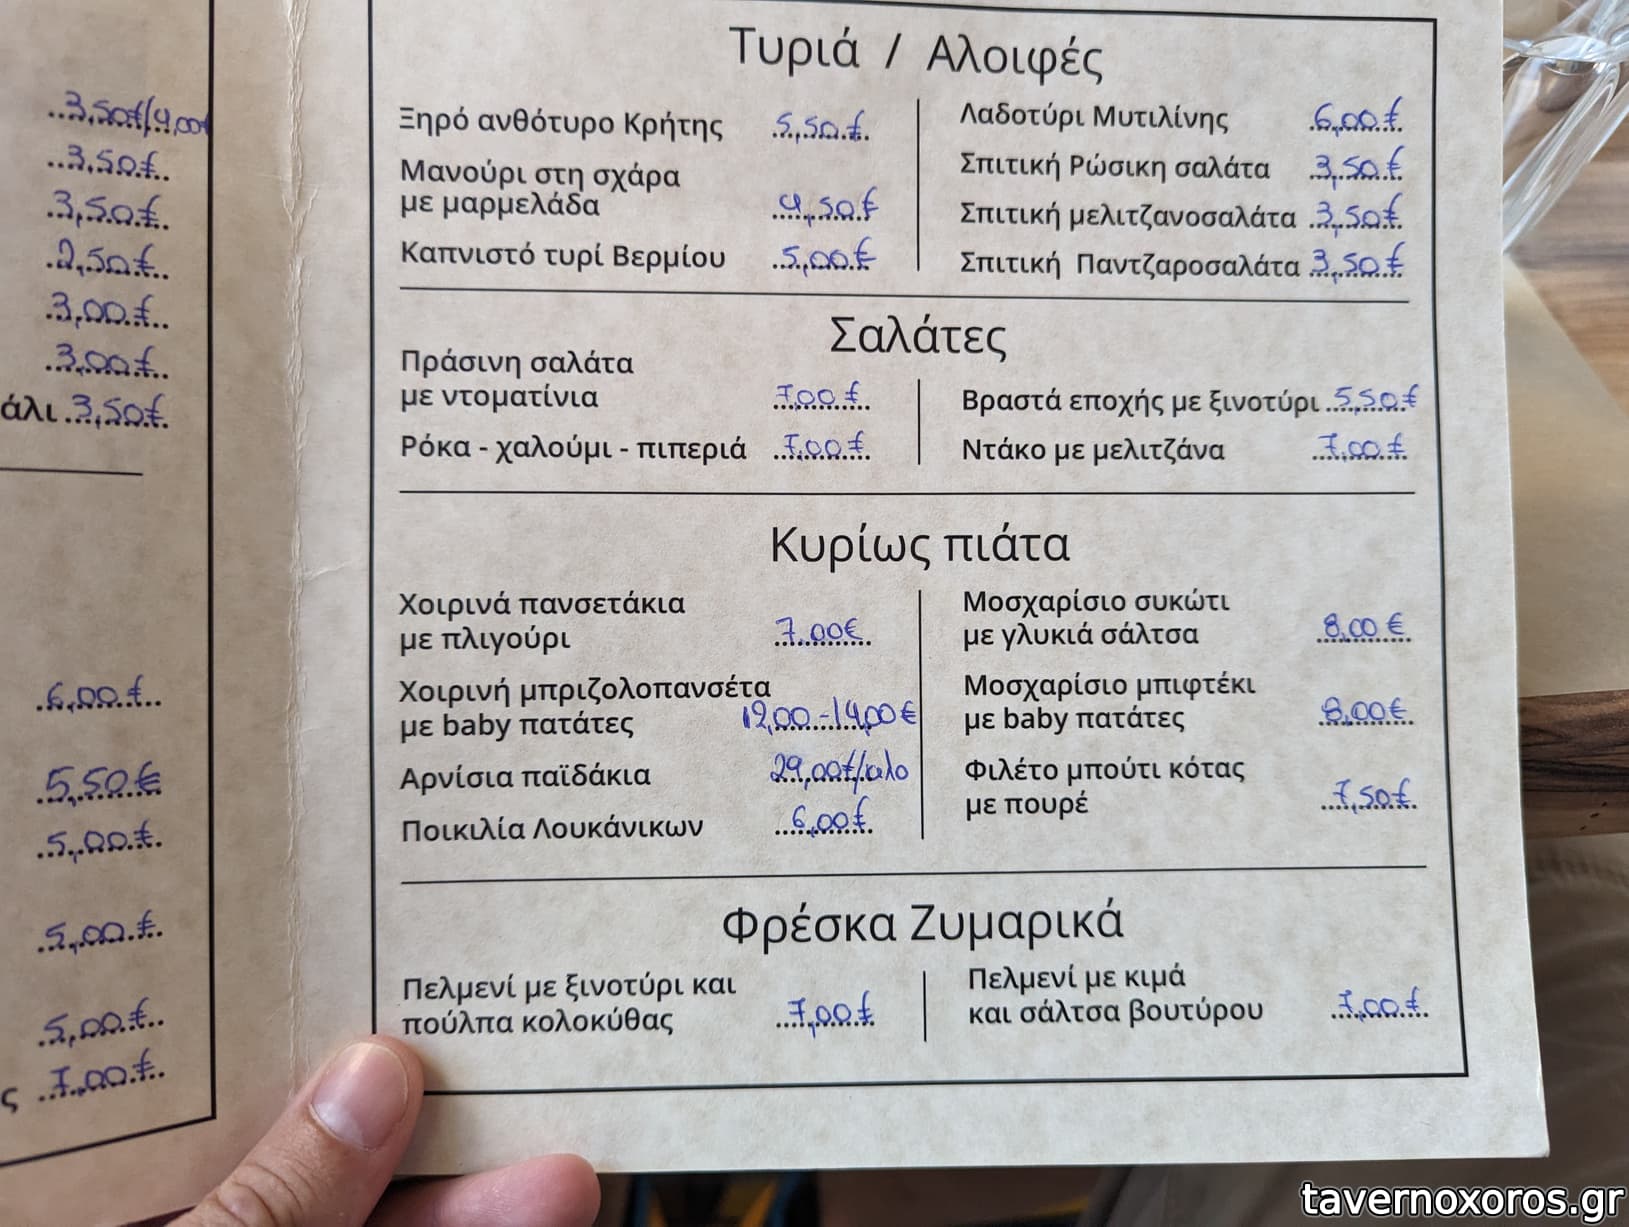 ..3,50€/4,00€
..3,50€..
.3,50€..
.2,50€..
.3,00€..
.3,00€..
άλι .3,50€.
.6,00.€..
.5,50€
.5,00.€.
.5,00.€.
.5,00.€..
ς ..7,00.€..
Τυριά / Αλοιφές
Ξηρό ανθότυρο Κρήτης .5,50.€.
Μανούρι στη σχάρα
με μαρμελάδα 4,50€
Καπνιστό τυρί Βερμίου ..5,00.€
Λαδοτύρι Μυτιλίνης .6,00.€.
Σπιτική Ρώσικη σαλάτα .3,50.€
Σπιτική μελιτζανοσαλάτα .3,50€.
Σπιτική Παντζαροσαλάτα .3,50€
Σαλάτες
Πράσινη σαλάτα
με ντοματίνια 7,00 €.
Ρόκα - χαλούμι - πιπεριά ..7,00.€.
Βραστά εποχής με ξινοτύρι ..5,50.€
Ντάκο με μελιτζάνα ..7,00.€.
Κυρίως πιάτα
Χοιρινά πανσετάκια
με πλιγούρι 7.00€.
Χοιρινή μπριζολοπανσέτα
με baby πατάτες 12,00-14,00€
Αρνίσια παϊδάκια 29,00€/κιλο
Ποικιλία Λουκάνικων 6,00€.
Μοσχαρίσιο συκώτι
με γλυκιά σάλτσα 8.00 €.
Μοσχαρίσιο μπιφτέκι
με baby πατάτες 8.00€.
Φιλέτο μπούτι κότας
με πουρέ ..7,50€.
Φρέσκα Ζυμαρικά
Πελμενί με ξινοτύρι και
πούλπα κολοκύθας ..7,00.€
Πελμενί με κιμά
και σάλτσα βουτύρου ..7,00.€.
tavernoxoros.gr